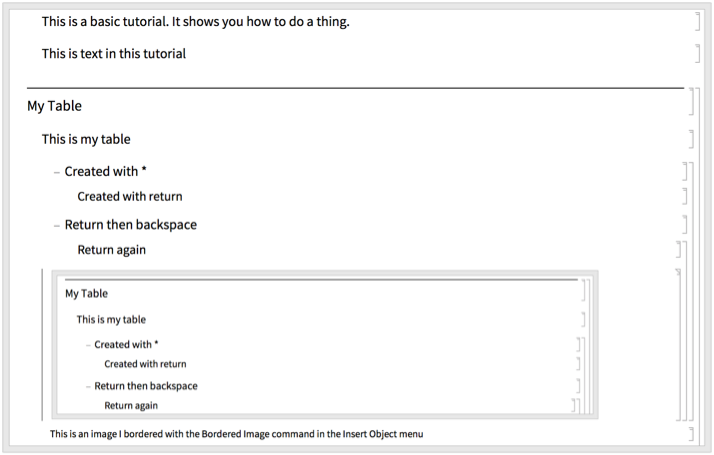 This is a basic tutorial. It shows you how to do a thing.
This is text in this tutorial
My Table
This is my table
– Created with *
Created with return
– Return then backspace
Return again
My Table
This is my table
– Created with *
Created with return
– Return then backspace
Return again
This is an image I bordered with the Bordered Image command in the Insert Object menu